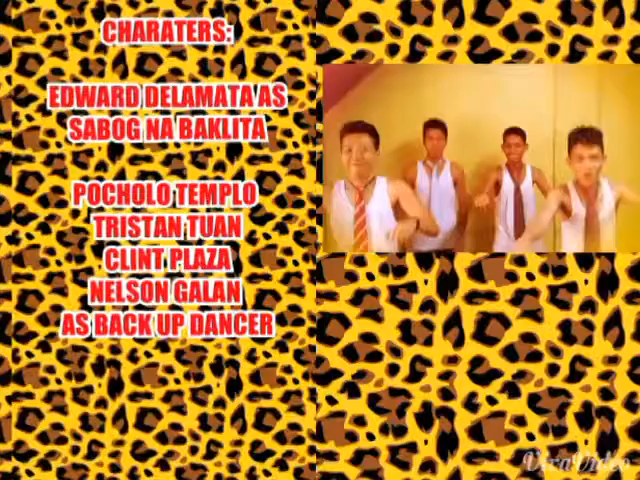 CHARATERS:
EDWARD DELAMATA AS
SABOG NA BAKLITA
POCHOLO TEMPLO
TRISTAN TUAN
CLINT PLAZA
NELSON GALAN
AS BACK UP DANCER
VivaVideo